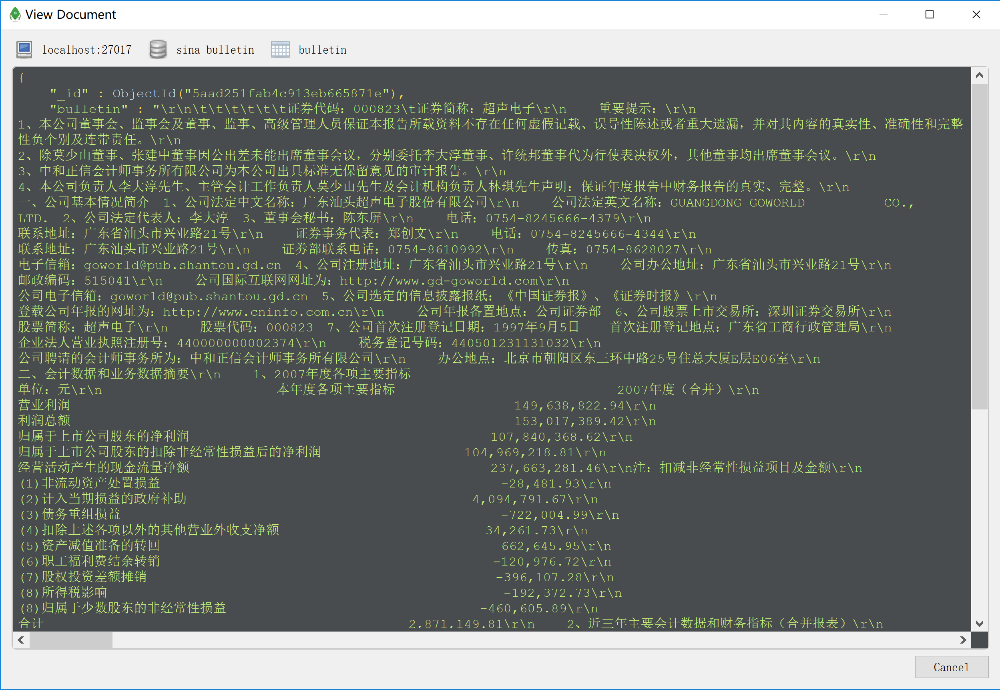 View Document
localhost:27017 sina_bulletin bulletin
{
"_id" : ObjectId("5aad251fab4c913eb665871e"),
"bulletin" : "\r\n\t\t\t\t\t\t证券代码：000823\t证券简称：超声电子\r\n 重要提示：\r\n
1、本公司董事会、监事会及董事、监事、高级管理人员保证本报告所载资料不存在任何虚假记载、误导性陈述或者重大遗漏，并对其内容的真实性、准确性和完整
性负个别及连带责任。\r\n
2、除莫少山董事、张建中董事因公出差未能出席董事会议，分别委托李大淳董事、许统邦董事代为行使表决权外，其他董事均出席董事会议。\r\n
3、中和正信会计师事务所有限公司为本公司出具标准无保留意见的审计报告。\r\n
4、本公司负责人李大淳先生、主管会计工作负责人莫少山先生及会计机构负责人林琪先生声明：保证年度报告中财务报告的真实、完整。\r\n
一、公司基本情况简介 1、公司法定中文名称：广东汕头超声电子股份有限公司\r\n 公司法定英文名称：GUANGDONG GOWORLD CO.,
LTD. 2、公司法定代表人：李大淳 3、董事会秘书：陈东屏\r\n 电话：0754-8245666-4379\r\n
联系地址：广东省汕头市兴业路21号\r\n 证券事务代表：郑创文\r\n 电话：0754-8245666-4344\r\n
联系地址：广东汕头市兴业路21号\r\n 证券部联系电话：0754-8610992\r\n 传真：0754-8628027\r\n
电子信箱：goworld@pub.shantou.gd.cn 4、公司注册地址：广东省汕头市兴业路21号\r\n 公司办公地址：广东省汕头市兴业路21号\r\n
邮政编码：515041\r\n 公司国际互联网网址为：http://www.gd-goworld.com\r\n
公司电子信箱：goworld@pub.shantou.gd.cn 5、公司选定的信息披露报纸：《中国证券报》、《证券时报》\r\n
登载公司年报的网址为：http://www.cninfo.com.cn\r\n 公司年报备置地点：公司证券部 6、公司股票上市交易所：深圳证券交易所\r\n
股票简称：超声电子\r\n 股票代码：000823 7、公司首次注册登记日期：1997年9月5日 首次注册登记地点：广东省工商行政管理局\r\n
企业法人营业执照注册号：440000000002374\r\n 税务登记号码：440501231131032\r\n
公司聘请的会计师事务所为：中和正信会计师事务所有限公司\r\n 办公地点：北京市朝阳区东三环中路25号住总大厦E层E06室\r\n
二、会计数据和业务数据摘要\r\n 1、2007年度各项主要指标
单位：元\r\n 本年度各项主要指标 2007年度（合并）\r\n
营业利润 149,638,822.94\r\n
利润总额 153,017,389.42\r\n
归属于上市公司股东的净利润 107,840,368.62\r\n
归属于上市公司股东的扣除非经常性损益后的净利润 104,969,218.81\r\n
经营活动产生的现金流量净额 237,663,281.46\r\n注：扣减非经常性损益项目及金额\r\n
(1)非流动资产处置损益 -28,481.93\r\n
(2)计入当期损益的政府补助 4,094,791.67\r\n
(3)债务重组损益 -722,004.99\r\n
(4)扣除上述各项以外的其他营业外收支净额 34,261.73\r\n
(5)资产减值准备的转回 662,645.95\r\n
(6)职工福利费结余转销 -120,976.72\r\n
(7)股权投资差额摊销 -396,107.28\r\n
(8)所得税影响 -192,372.73\r\n
(8)归属于少数股东的非经常性损益 -460,605.89\r\n
合计 2,871,149.81\r\n 2、近三年主要会计数据和财务指标（合并报表）\r\n
Cancel